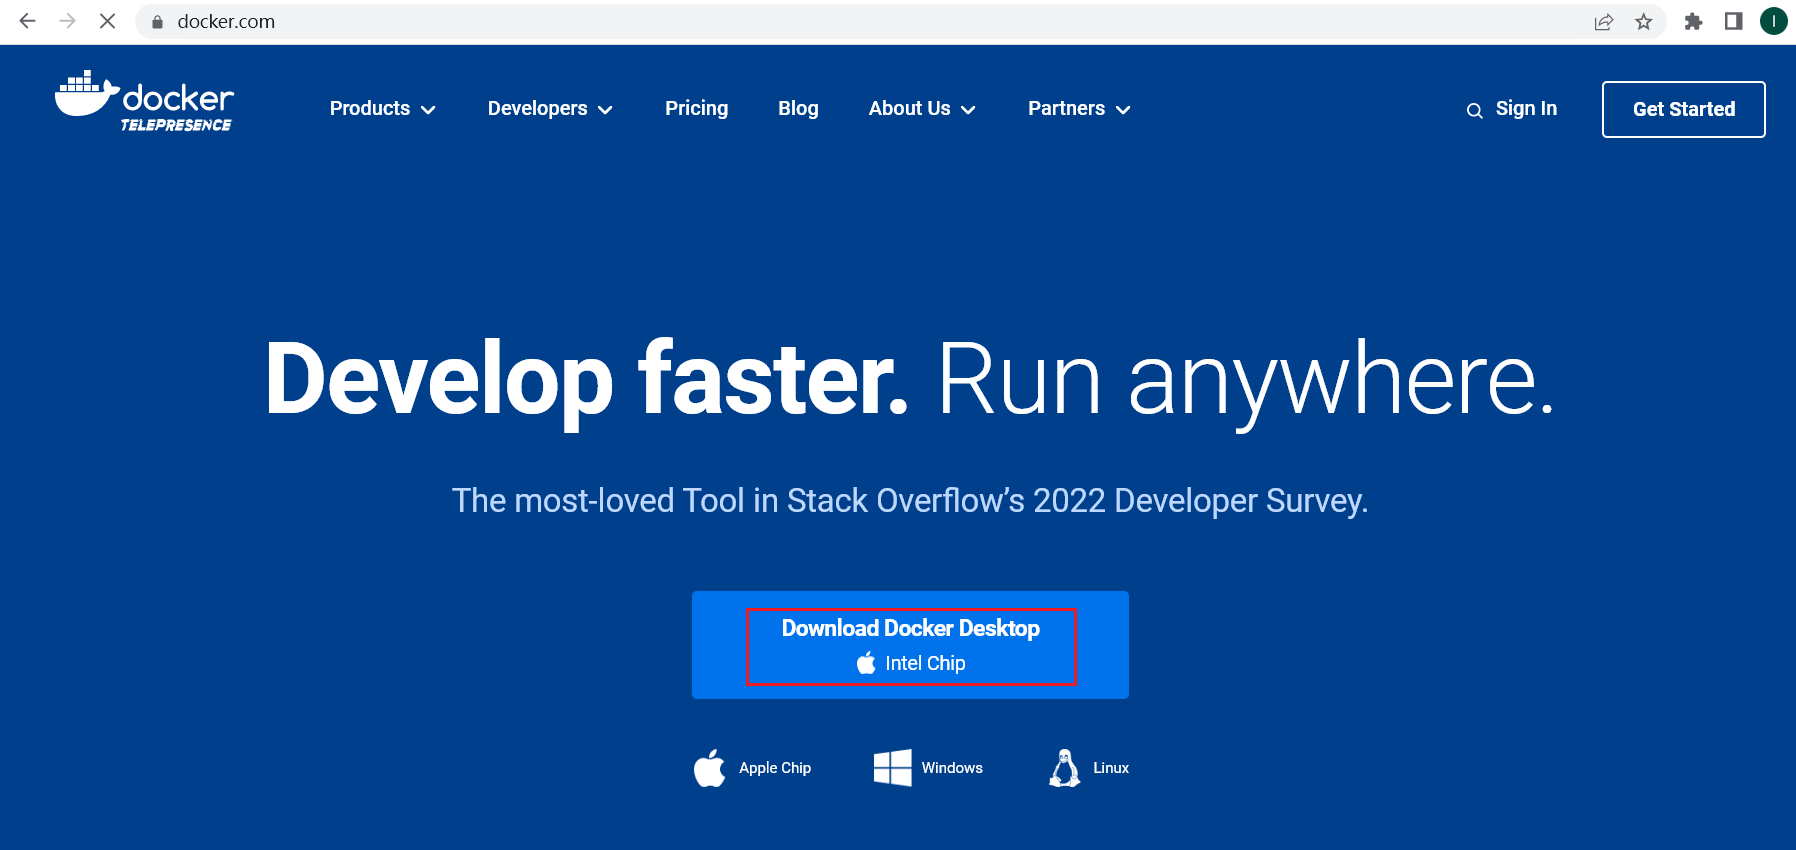 docker.com
I
docker
TELEPRESENCE
Products
Developers
Pricing
Blog
About Us
Partners
Sign In
Get Started
Develop faster. Run anywhere.
The most-loved Tool in Stack Overflow’s 2022 Developer Survey.
Download Docker Desktop
Intel Chip
Apple Chip
Windows
Linux